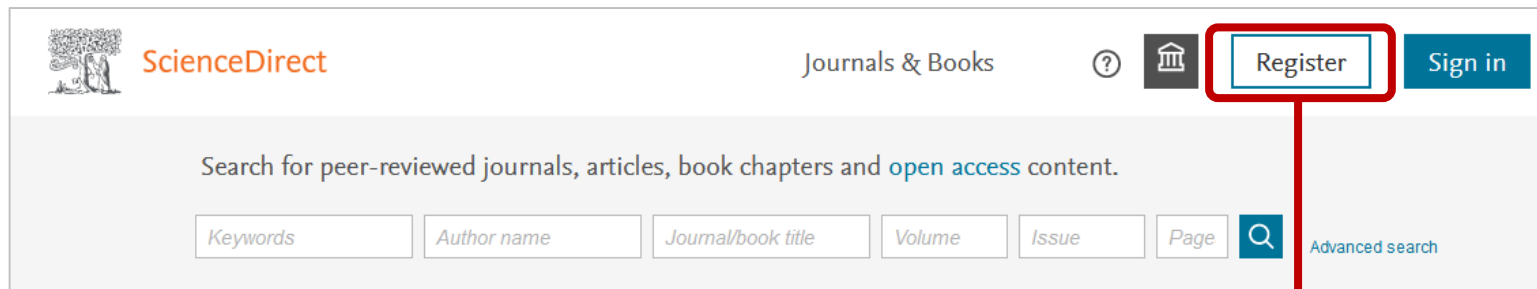 ScienceDirect
Journals & Books
?
Register
Sign in
Search for peer-reviewed journals, articles, book chapters and open access content.
Keywords
Author name
Journal/book title
Volume
Issue
Page
Advanced search